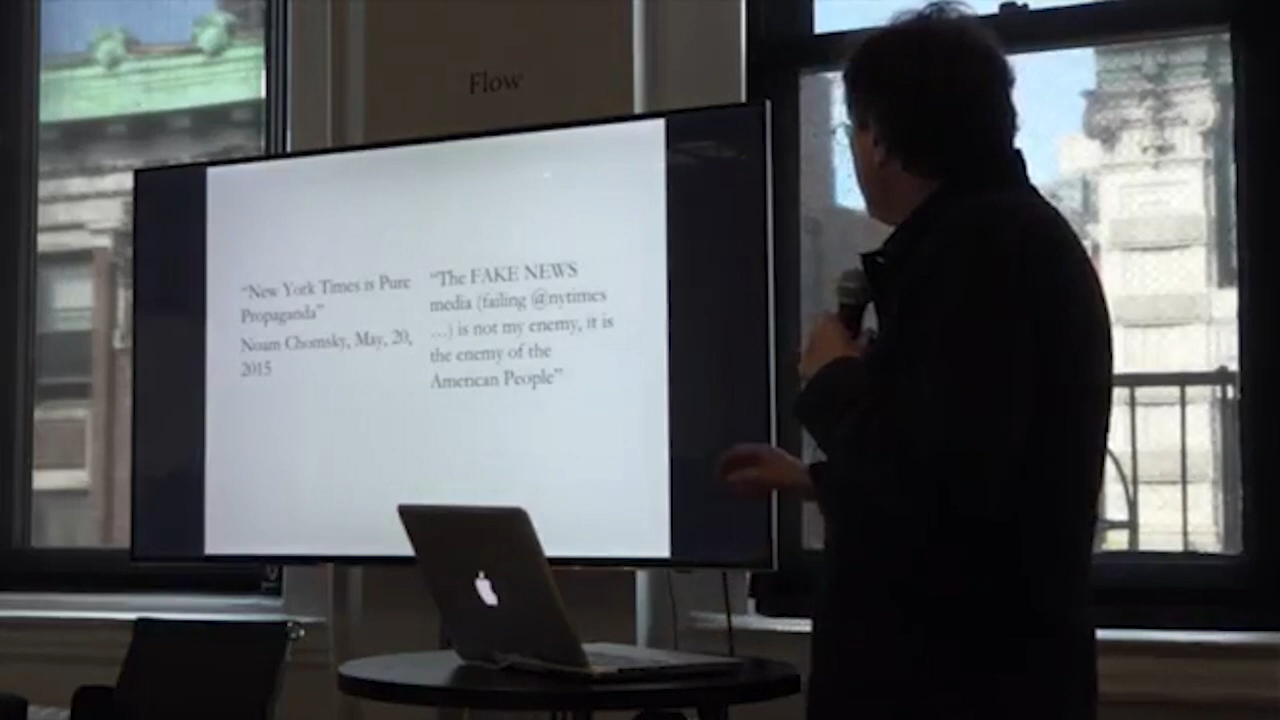 Flow
“New York Times is Pure
Propaganda”
Noam Chomsky, May, 20,
2015
“The FAKE NEWS
media (failing @nytimes
…) is not my enemy, it is
the enemy of the
American People”